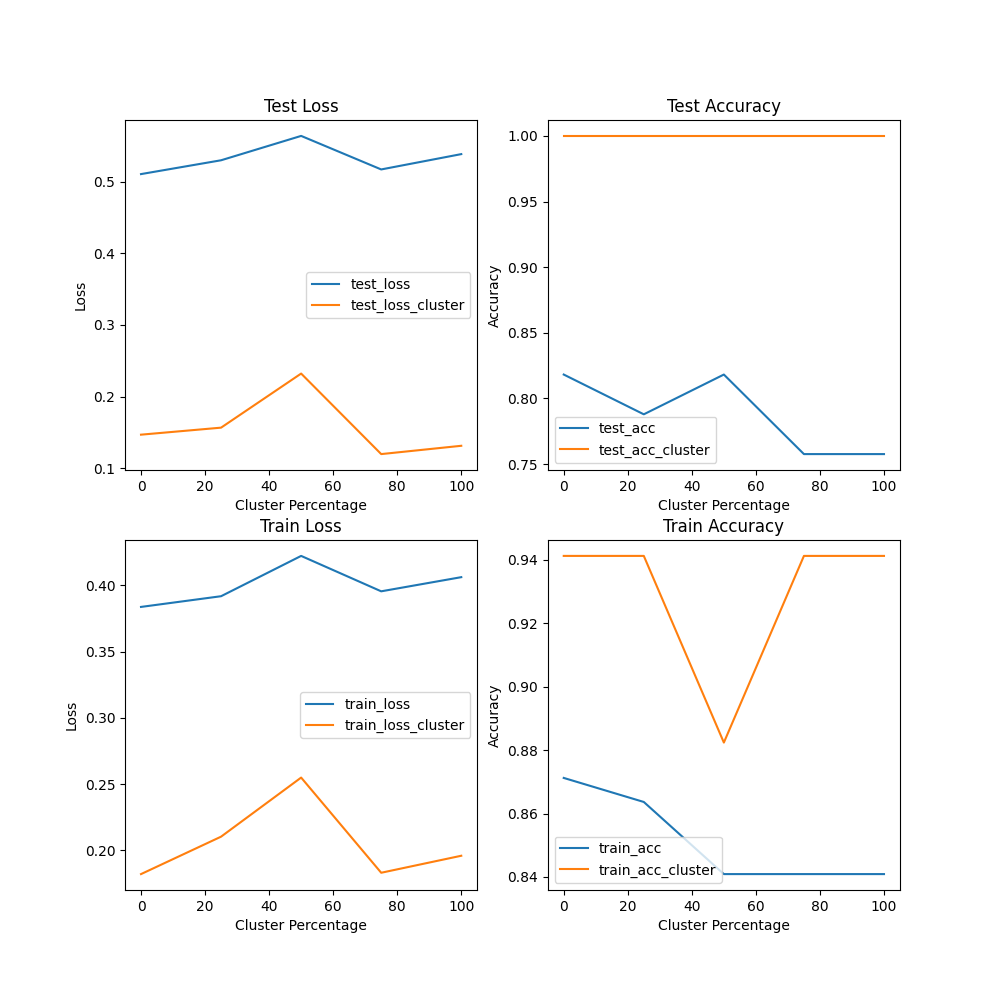 Test Loss
0.5
0.4
0.3
0.2
0.1
Loss
test_loss
test_loss_cluster
0 20 40 60 80 100
Cluster Percentage
Test Accuracy
1.00
0.95
0.90
0.85
0.80
0.75
Accuracy
test_acc
test_acc_cluster
0 20 40 60 80 100
Cluster Percentage
Train Loss
0.40
0.35
0.30
0.25
0.20
Loss
train_loss
train_loss_cluster
0 20 40 60 80 100
Cluster Percentage
Train Accuracy
0.94
0.92
0.90
0.88
0.86
0.84
Accuracy
train_acc
train_acc_cluster
0 20 40 60 80 100
Cluster Percentage